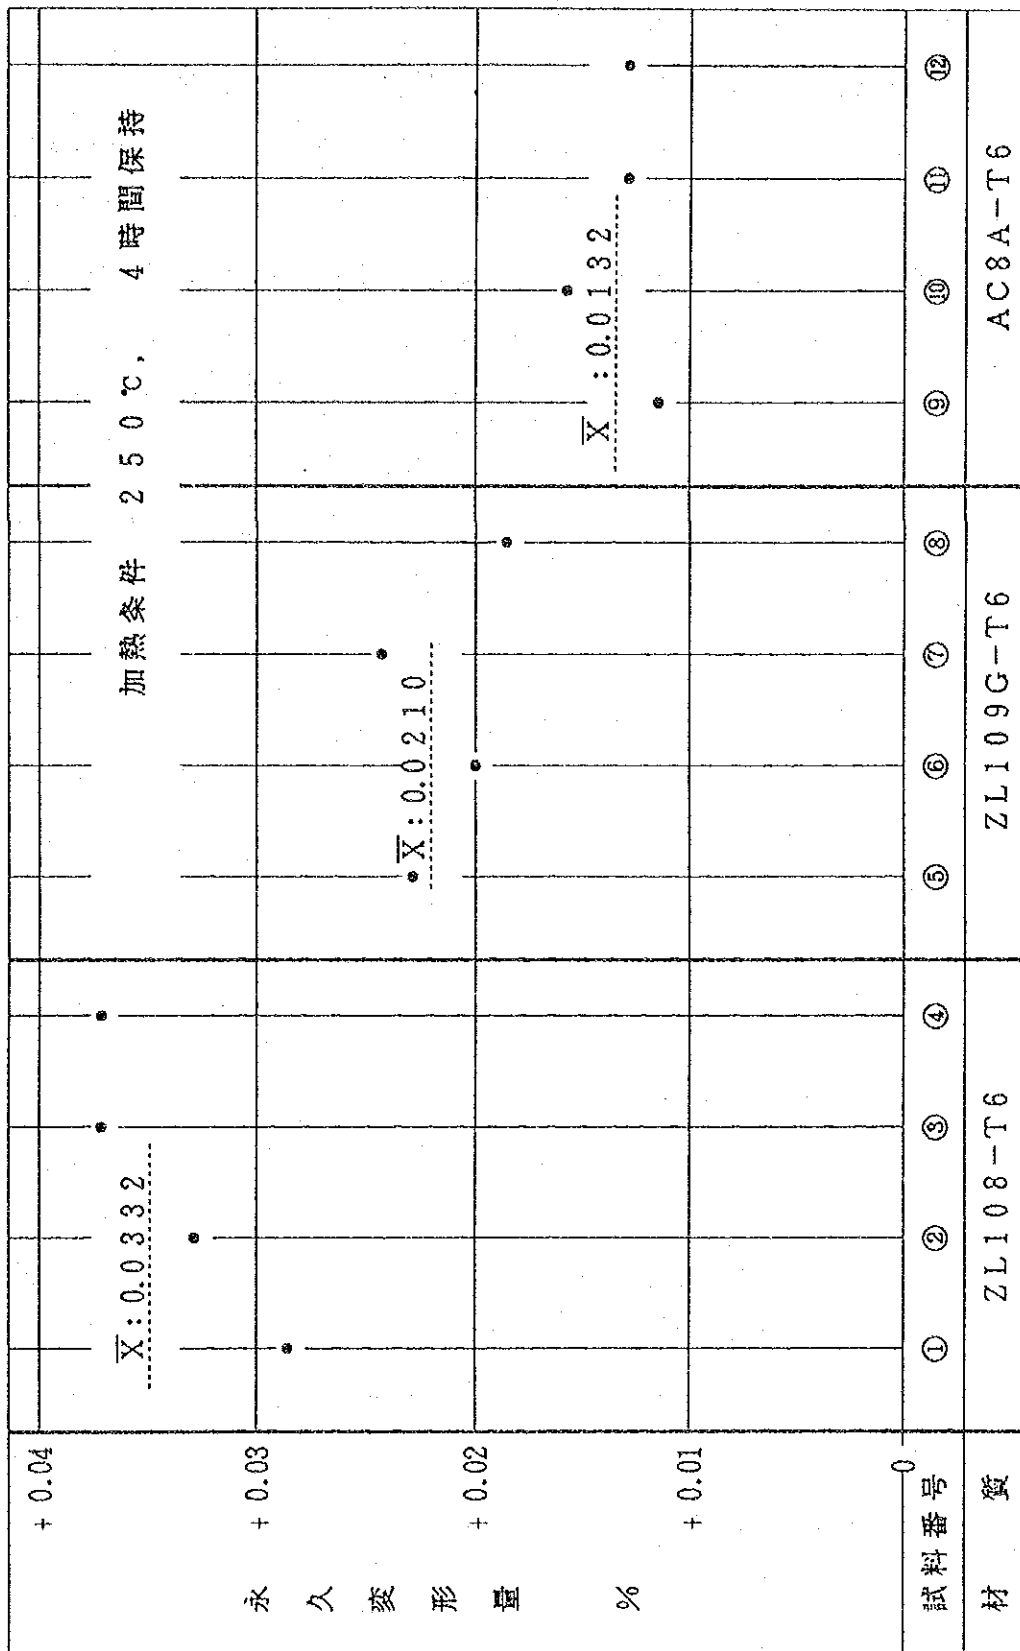 加熱条件 250℃, 4時間保持
+0.04
+0.03
+0.02
+0.01
0
永久変形量 %
X̄:0.0332
X̄:0.0210
X̄:0.0132
試料番号 ① ② ③ ④ ⑤ ⑥ ⑦ ⑧ ⑨ ⑩ ⑪ ⑫
材質 ZL108-T6 ZL109G-T6 AC8A-T6